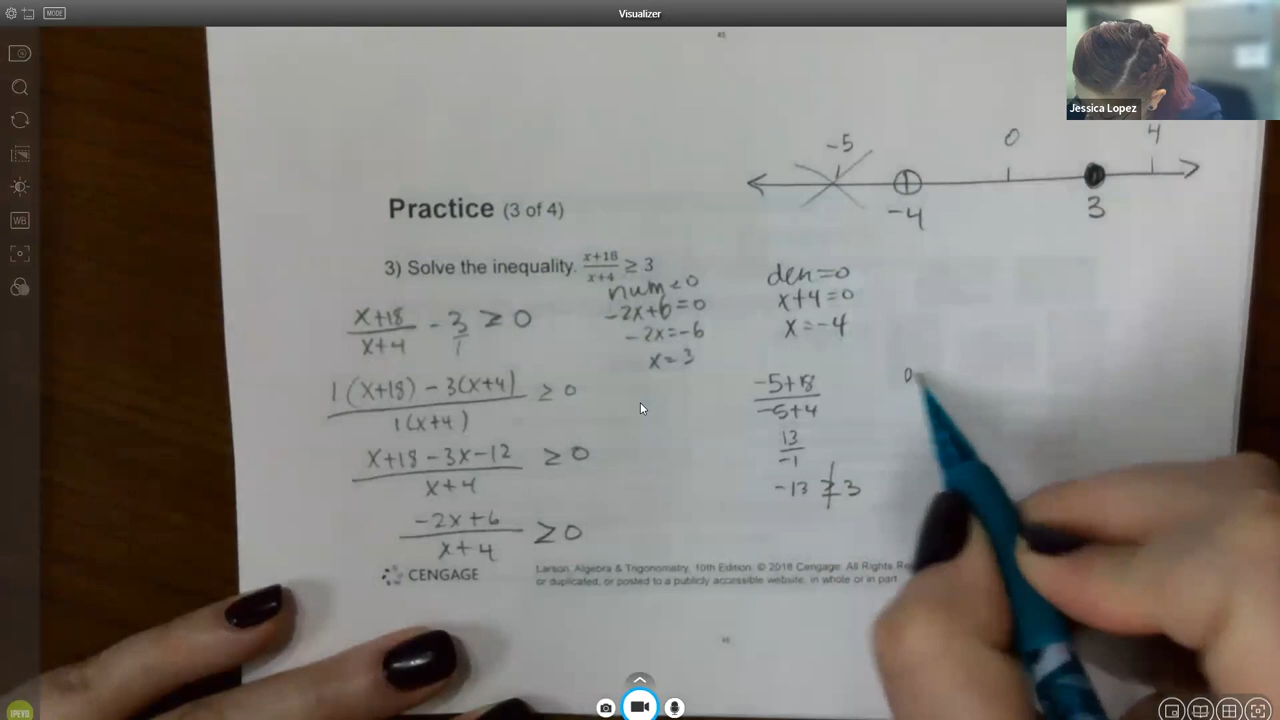 MODE
Visualizer
45
Jessica Lopez
-5
0
4
-4
3
Practice (3 of 4)
3) Solve the inequality. x+18/x+4 ≥ 3
x+18/x+4 - 3/1 ≥ 0
1(x+18) - 3(x+4)/1(x+4) ≥ 0
x+18-3x-12/x+4 ≥ 0
-2x+6/x+4 ≥ 0
num=0
-2x+6=0
-2x=-6
x=3
den=0
x+4=0
x=-4
-5+18/-5+4
13/-1
-13 ≱ 3
0
CENGAGE
Larson, Algebra & Trigonometry, 10th Edition. © 2018 Cengage. All Rights
or duplicated, or posted to a publicly accessible website, in whole or in part
WB
IPEVO